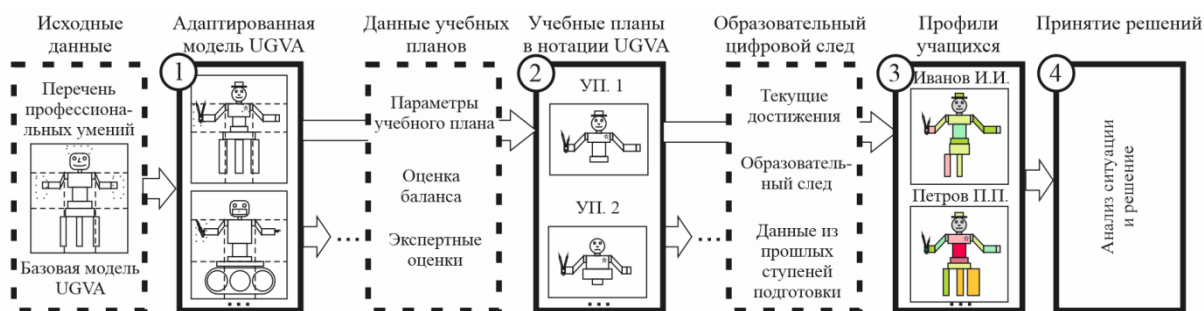 Исходные
данные
Перечень
профессиона-
льных умений
Базовая модель
UGVA
Адаптированная
модель UGVA
1
...
Данные учебных
планов
Параметры
учебного плана
Оценка
баланса
Экспертные
оценки
...
Учебные планы
в нотации UGVA
2
УП. 1
УП. 2
...
Образовательный
цифровой след
Текущие
достижения
Образователь-
ный след
Данные из
прошлых
ступеней
подготовки
...
Профили
учащихся
3
Иванов И.И.
Петров П.П.
...
Принятие решений
4
Анализ ситуации
и решение